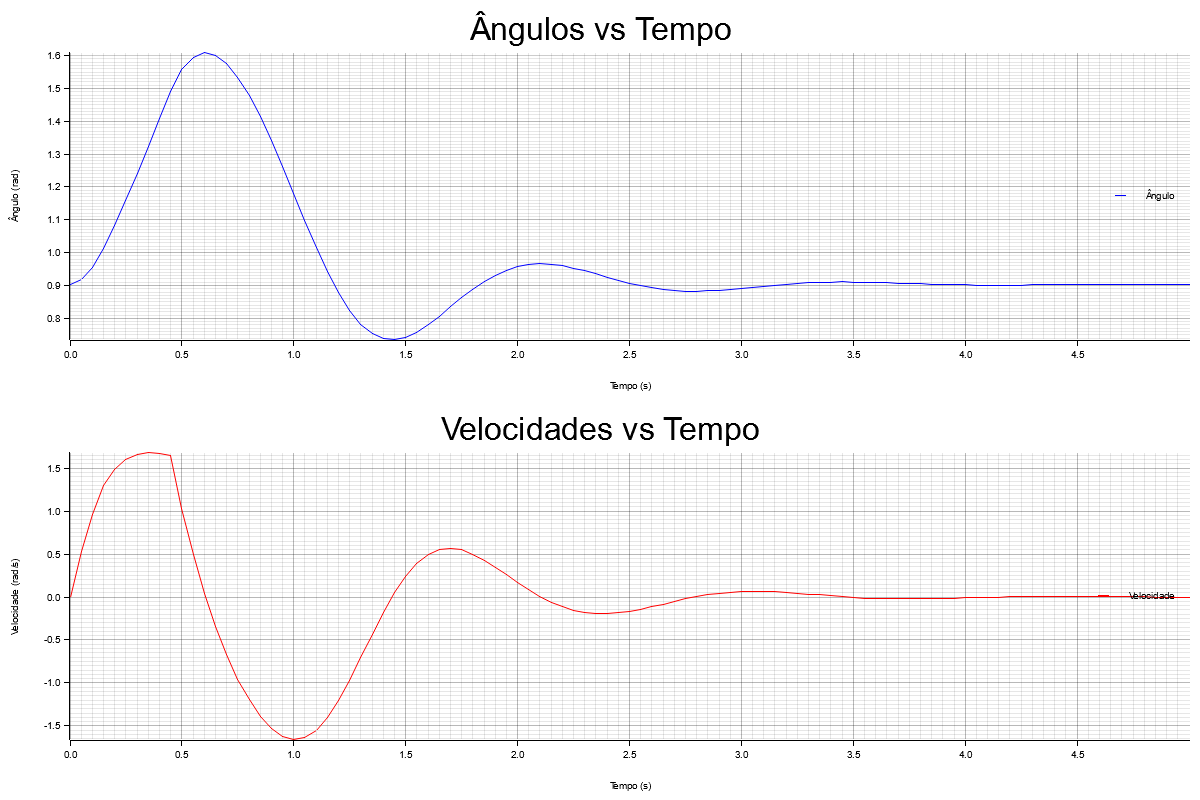 Ângulos vs Tempo
1.6
1.5
1.4
1.3
1.2
1.1
1.0
0.9
0.8
Ângulo (rad)
Ângulo
0.0 0.5 1.0 1.5 2.0 2.5 3.0 3.5 4.0 4.5
Tempo (s)
Velocidades vs Tempo
1.5
1.0
0.5
0.0
-0.5
-1.0
-1.5
Velocidade (rad/s)
Velocidade
0.0 0.5 1.0 1.5 2.0 2.5 3.0 3.5 4.0 4.5
Tempo (s)